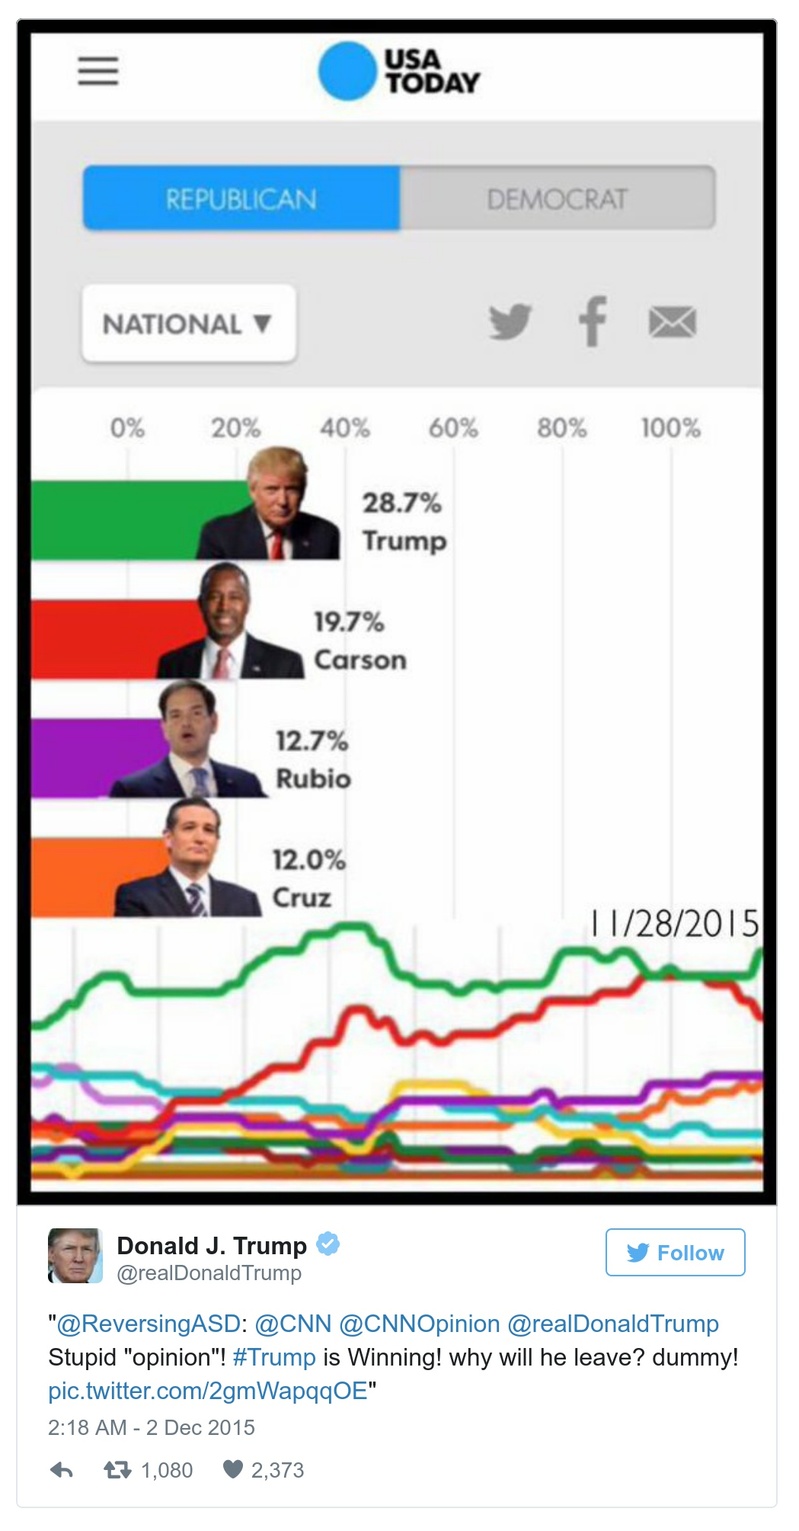 USA
TODAY
REPUBLICAN DEMOCRAT
NATIONAL ▼
0% 20% 40% 60% 80% 100%
28.7%
Trump
19.7%
Carson
12.7%
Rubio
12.0%
Cruz
11/28/2015
Donald J. Trump
@realDonaldTrump
Follow
"@ReversingASD: @CNN @CNNOpinion @realDonaldTrump
Stupid "opinion"! #Trump is Winning! why will he leave? dummy!
pic.twitter.com/2gmWapqqOE"
2:18 AM - 2 Dec 2015
1,080 2,373